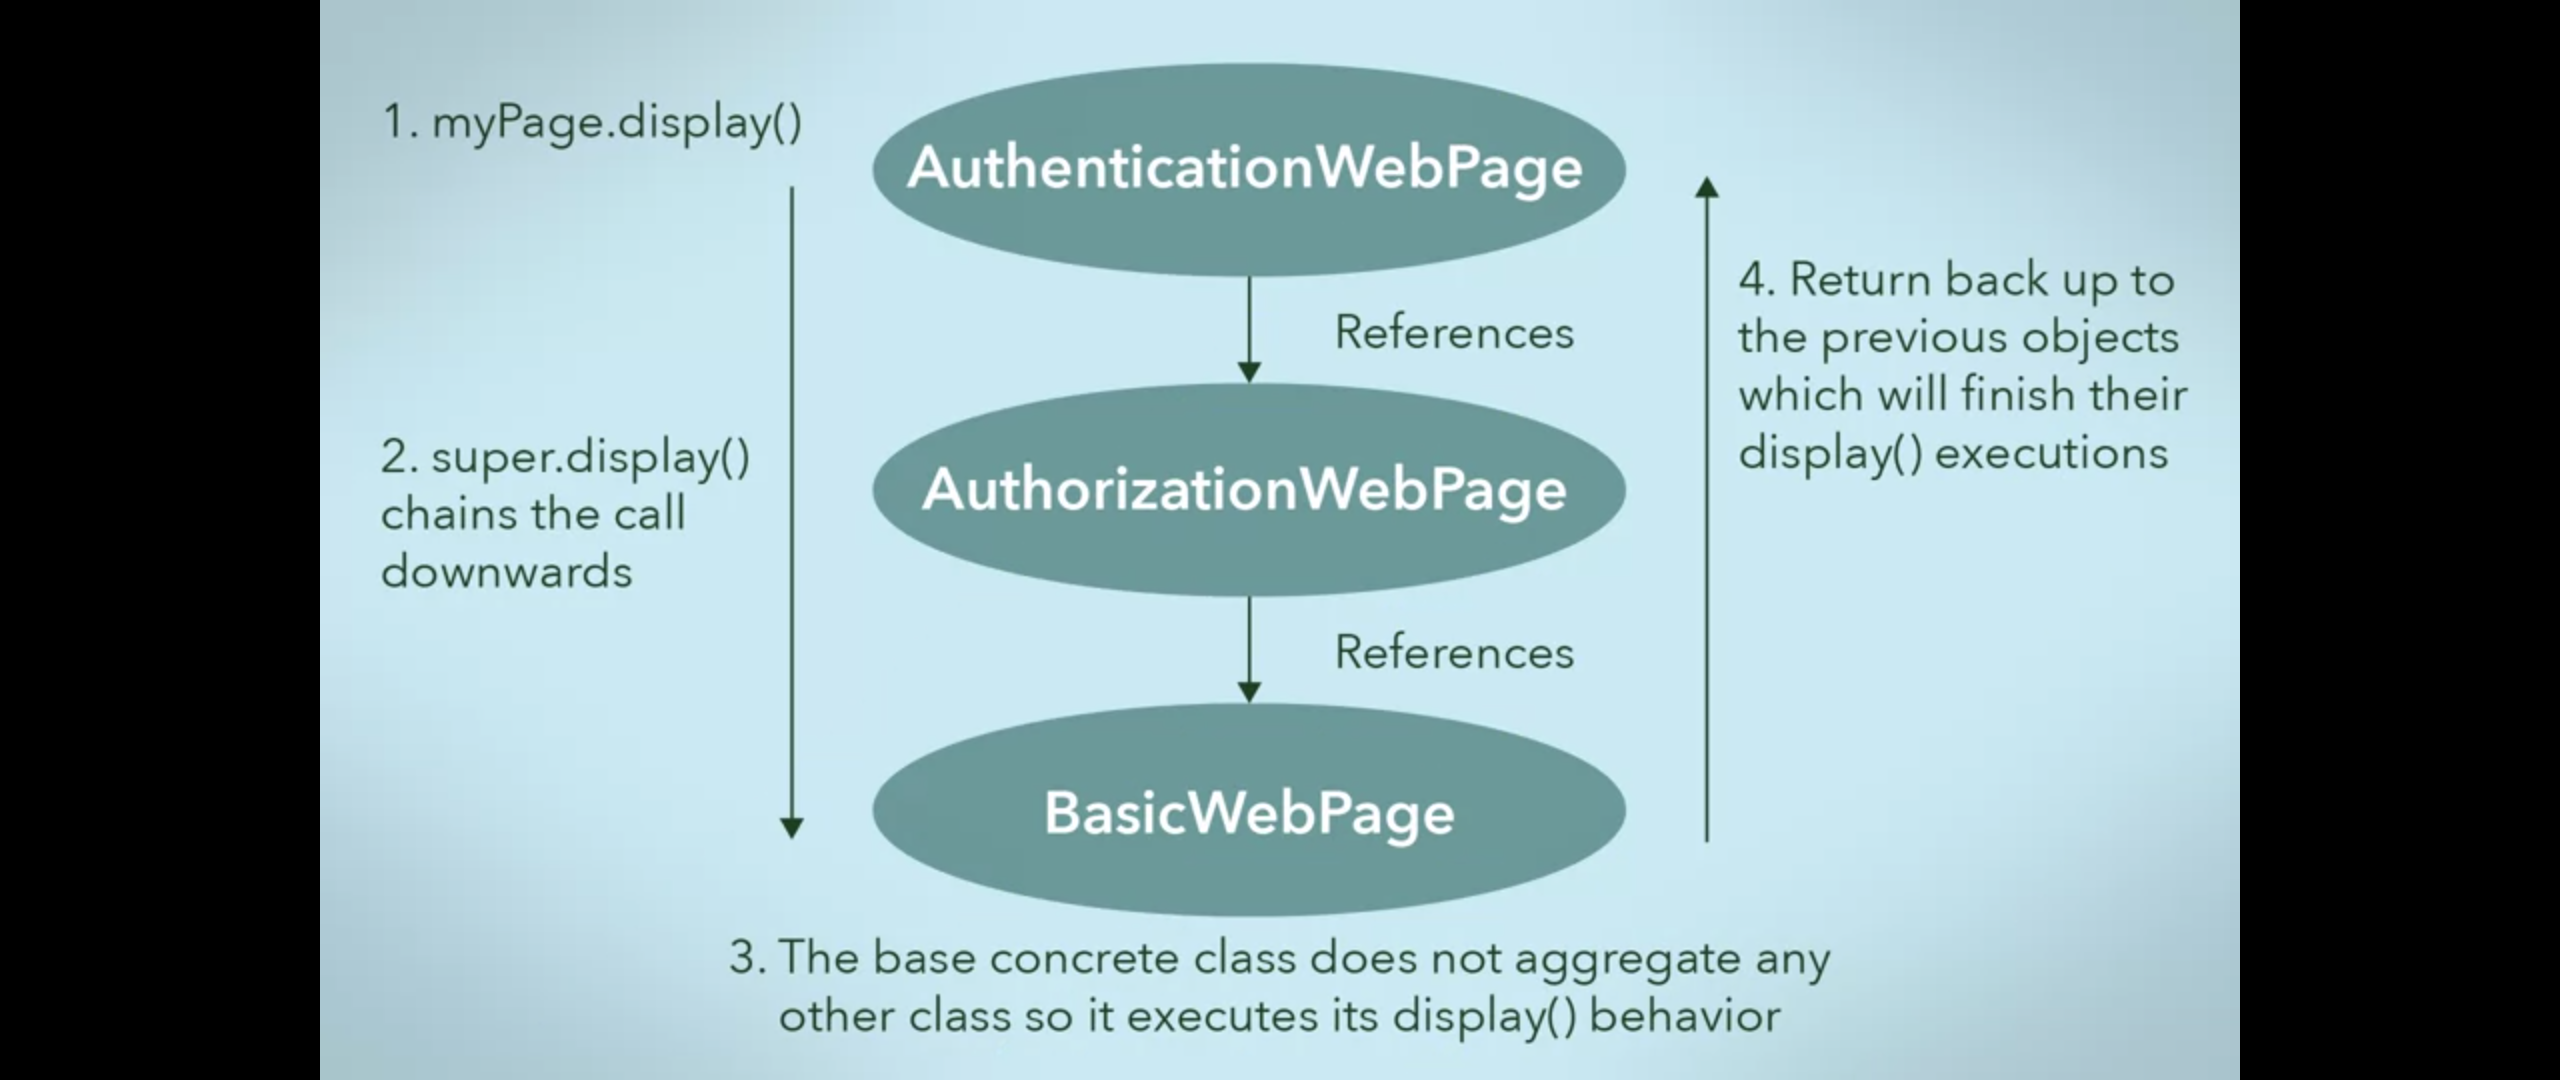 1. myPage.display()
AuthenticationWebPage
References
2. super.display()
chains the call
downwards
AuthorizationWebPage
4. Return back up to
the previous objects
which will finish their
display() executions
References
BasicWebPage
3. The base concrete class does not aggregate any
other class so it executes its display() behavior